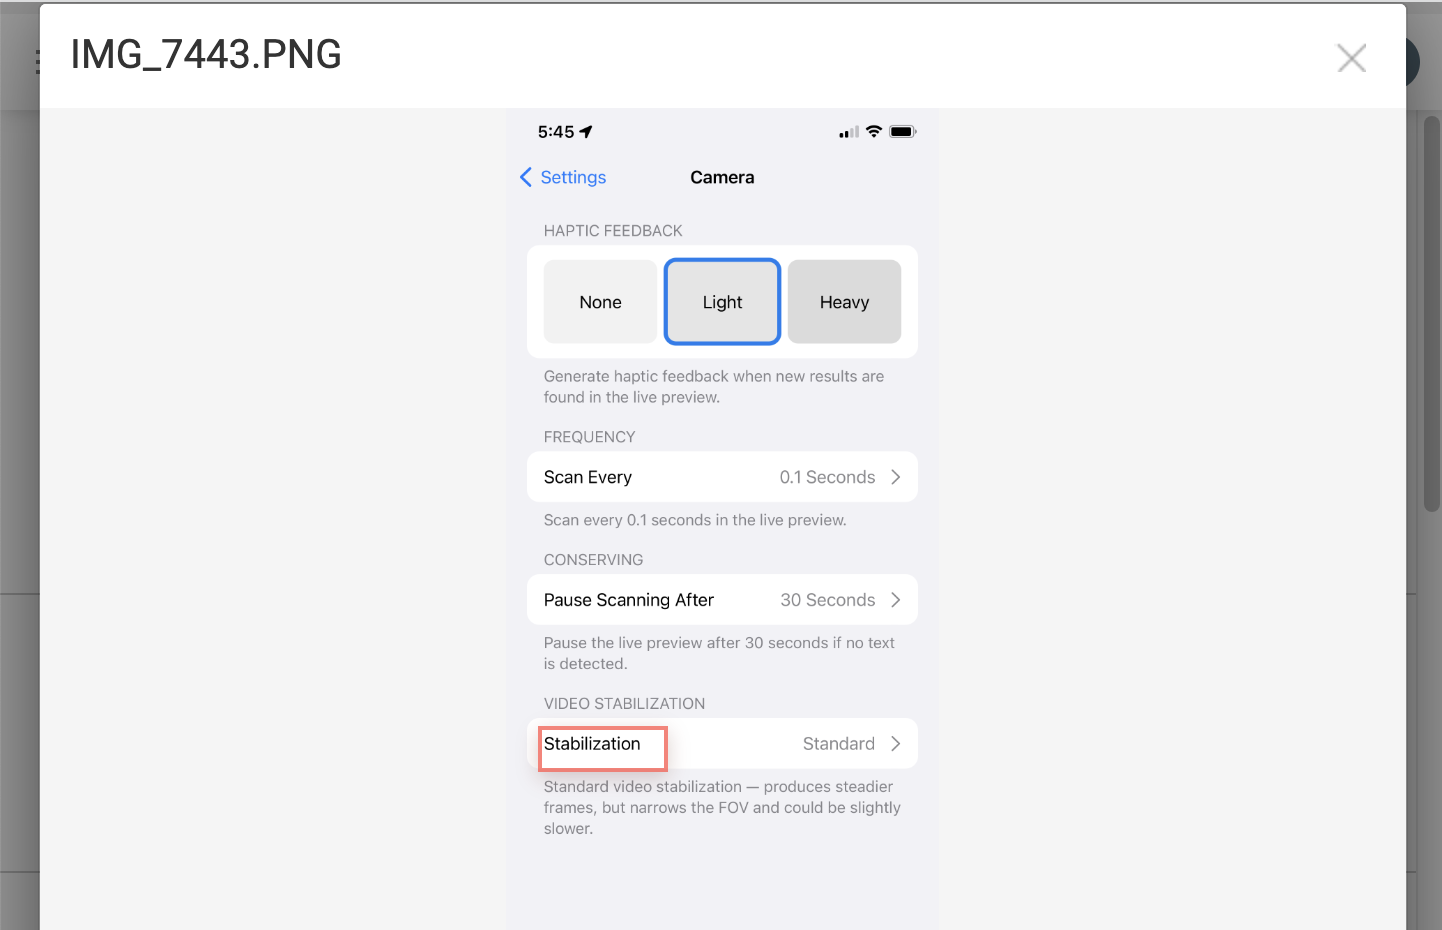 IMG_7443.PNG
5:45
Settings
Camera
HAPTIC FEEDBACK
None Light Heavy
Generate haptic feedback when new results are
found in the live preview.
FREQUENCY
Scan Every 0.1 Seconds
Scan every 0.1 seconds in the live preview.
CONSERVING
Pause Scanning After 30 Seconds
Pause the live preview after 30 seconds if no text
is detected.
VIDEO STABILIZATION
Stabilization Standard
Standard video stabilization — produces steadier
frames, but narrows the FOV and could be slightly
slower.